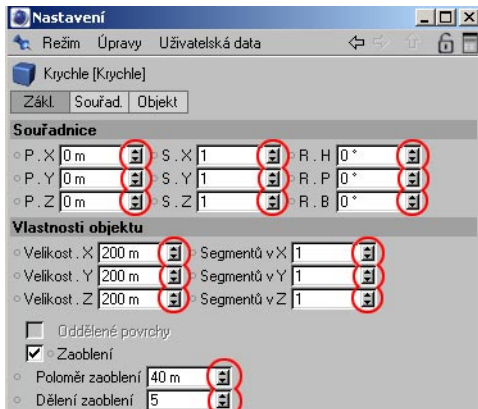 Nastavení
Režim Úpravy Uživatelská data
Krychle [Krychle]
Zákl. Souřad. Objekt
Souřadnice
P . X 0 m S . X 1 R . H 0 °
P . Y 0 m S . Y 1 R . P 0 °
P . Z 0 m S . Z 1 R . B 0 °
Vlastnosti objektu
Velikost . X 200 m Segmentů v X 1
Velikost . Y 200 m Segmentů v Y 1
Velikost . Z 200 m Segmentů v Z 1
Oddělené povrchy
Zaoblení
Poloměr zaoblení 40 m
Dělení zaoblení 5